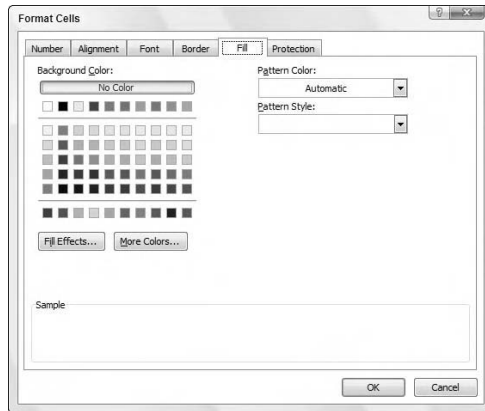 Format Cells
Number Alignment Font Border Fill Protection
Background Color:
No Color
Pattern Color:
Automatic
Pattern Style:
Fill Effects... More Colors...
Sample
OK Cancel